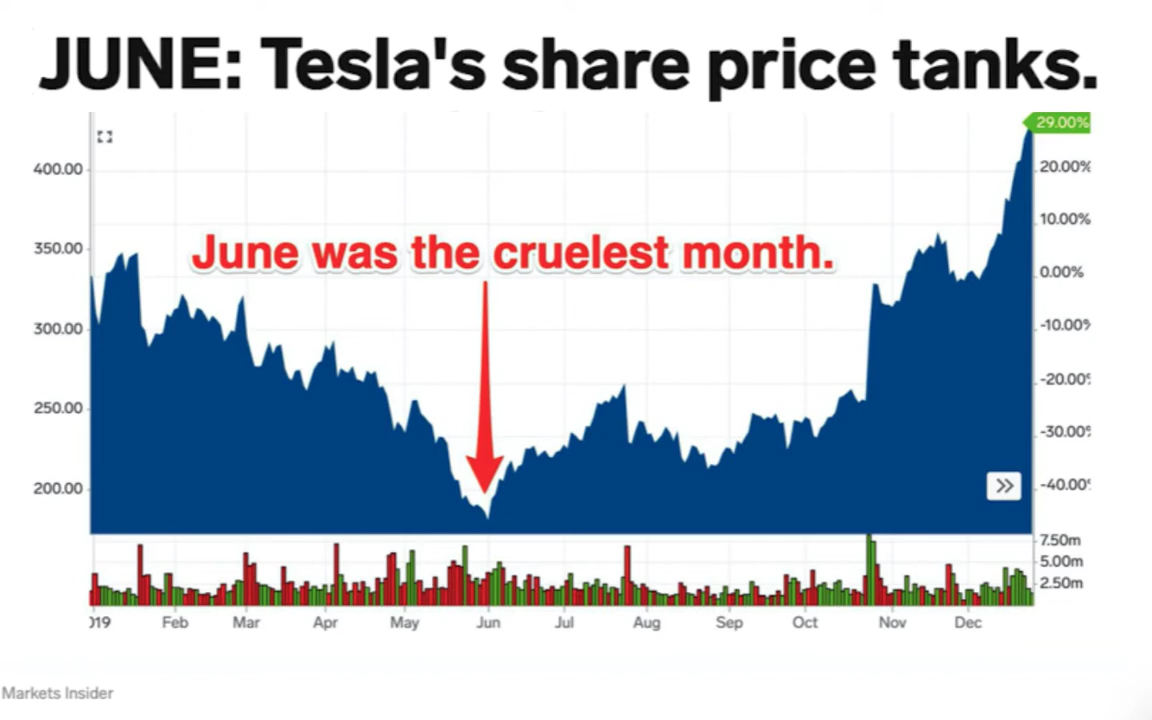 JUNE: Tesla's share price tanks.
29.00%
400.00
20.00%
10.00%
350.00
June was the cruelest month.
0.00%
300.00
-10.00%
-20.00%
250.00
-30.00%
200.00
-40.00%
7.50m
5.00m
2.50m
019 Feb Mar Apr May Jun Jul Aug Sep Oct Nov Dec
Markets Insider